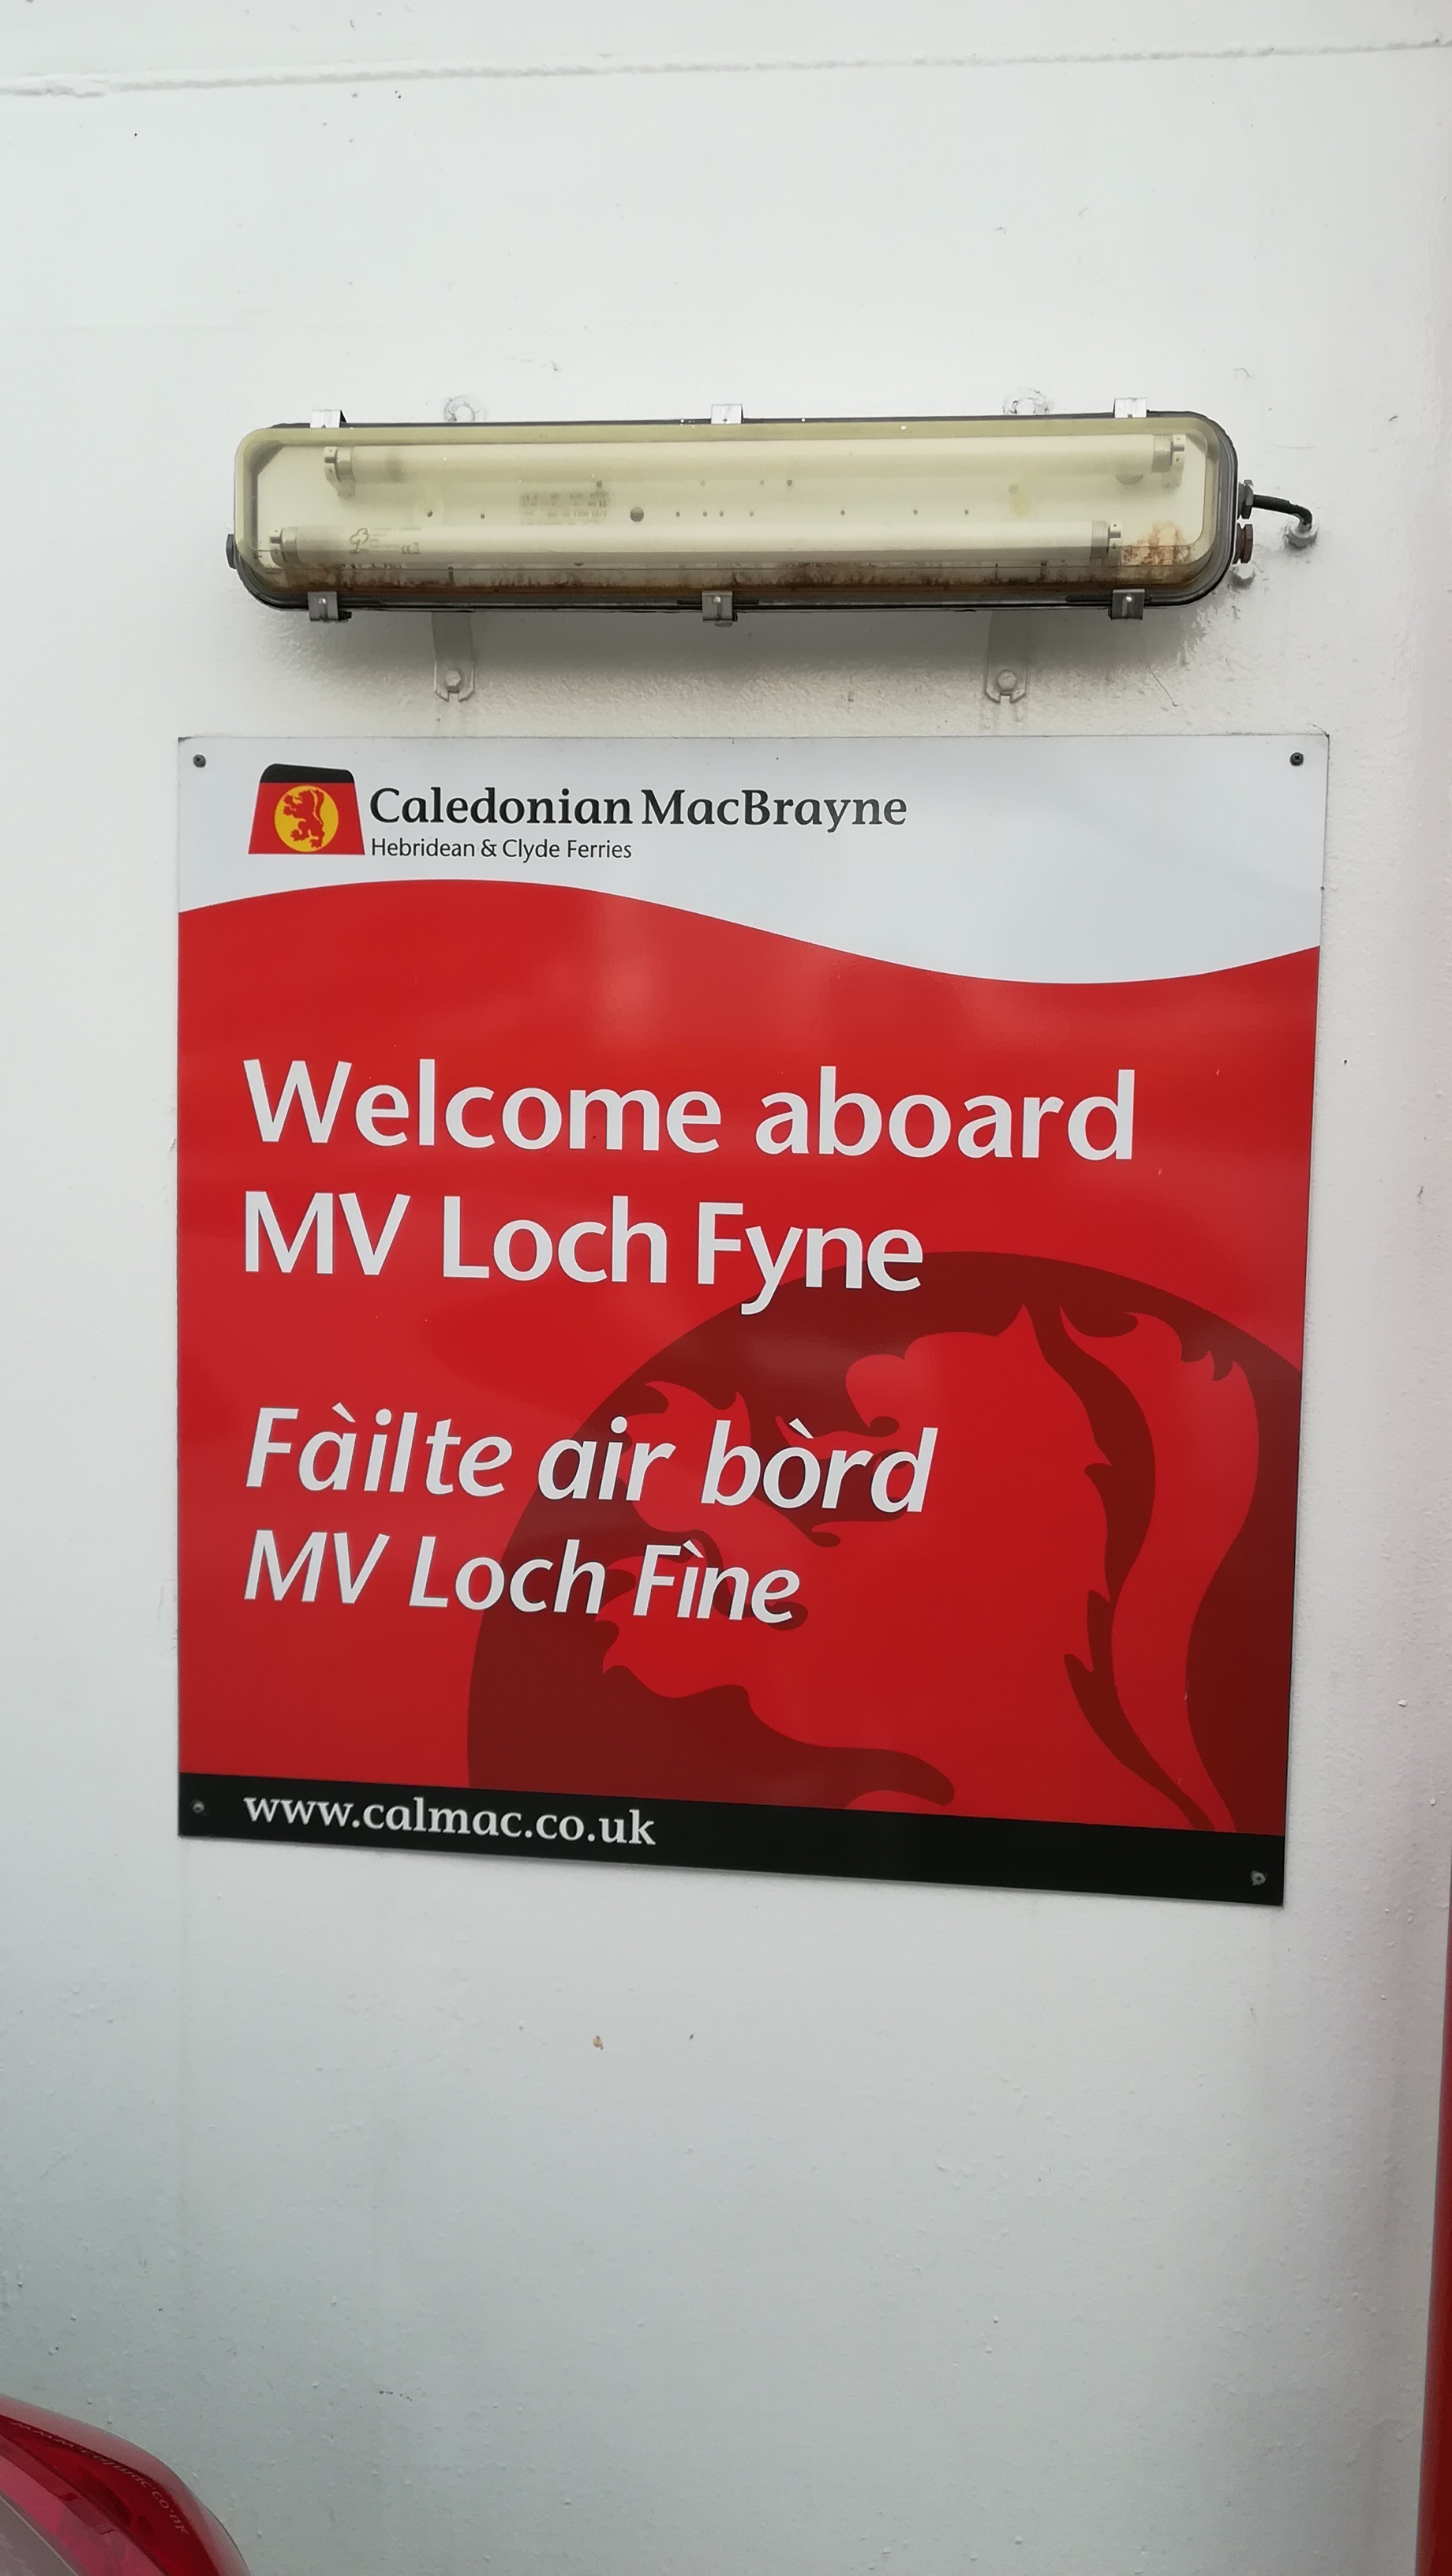 Caledonian MacBrayne
Hebridean & Clyde Ferries
Welcome aboard
MV Loch Fyne
Fàilte air bòrd
MV Loch Fìne
www.calmac.co.uk